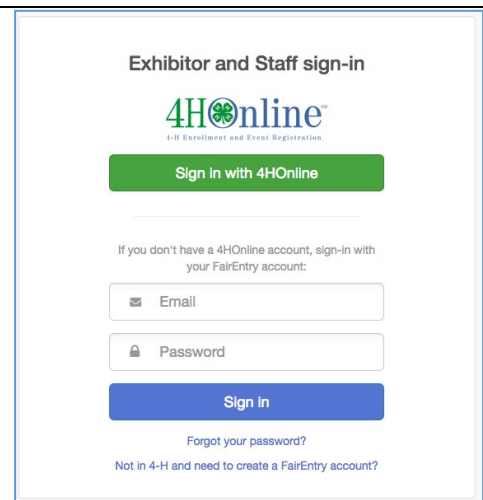 Exhibitor and Staff sign-in
4HOnline™
4-H Enrollment and Event Registration
Sign in with 4HOnline
If you don't have a 4HOnline account, sign-in with
your FairEntry account:
Email
Password
Sign in
Forgot your password?
Not in 4-H and need to create a FairEntry account?